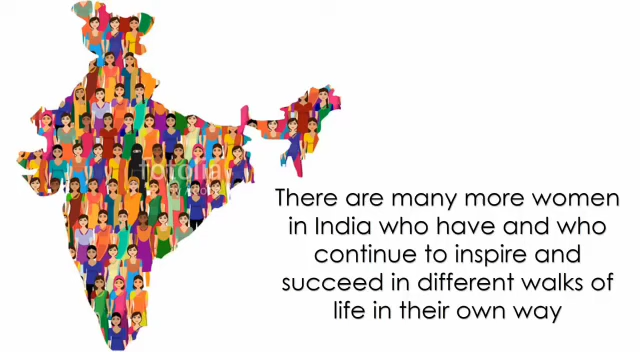 fotolia
There are many more women
in India who have and who
continue to inspire and
succeed in different walks of
life in their own way